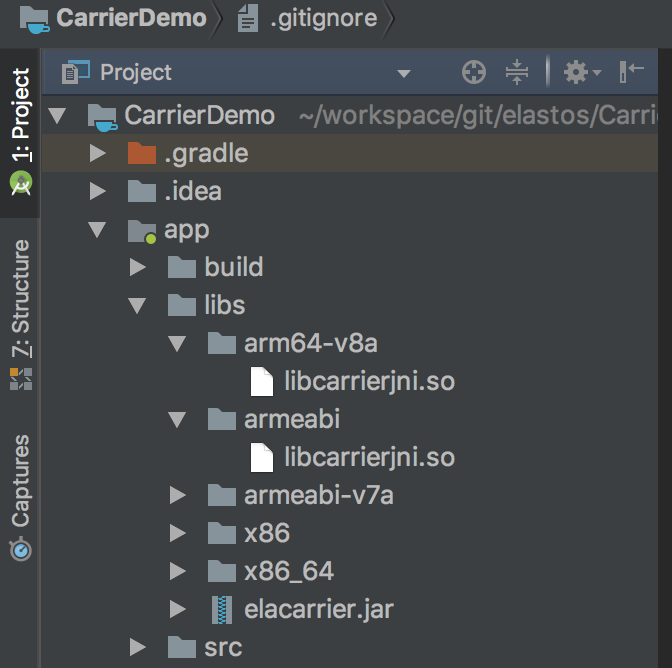 CarrierDemo .gitignore
Project
CarrierDemo ~/workspace/git/elastos/Carri
.gradle
.idea
app
build
libs
arm64-v8a
libcarrierjni.so
armeabi
libcarrierjni.so
armeabi-v7a
x86
x86_64
elacarrier.jar
src
1: Project
7: Structure
Captures